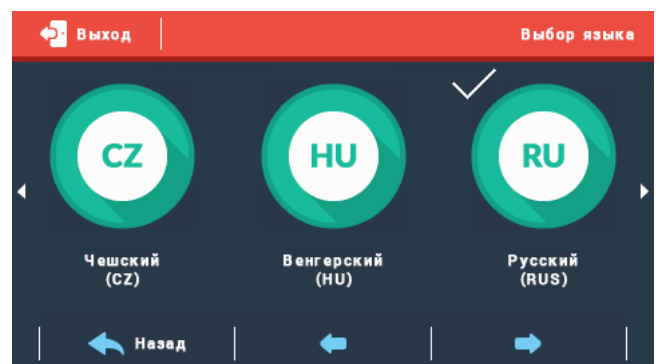 Выход
Выбор языка
CZ
HU
RU
Чешский
(CZ)
Венгерский
(HU)
Русский
(RUS)
Назад